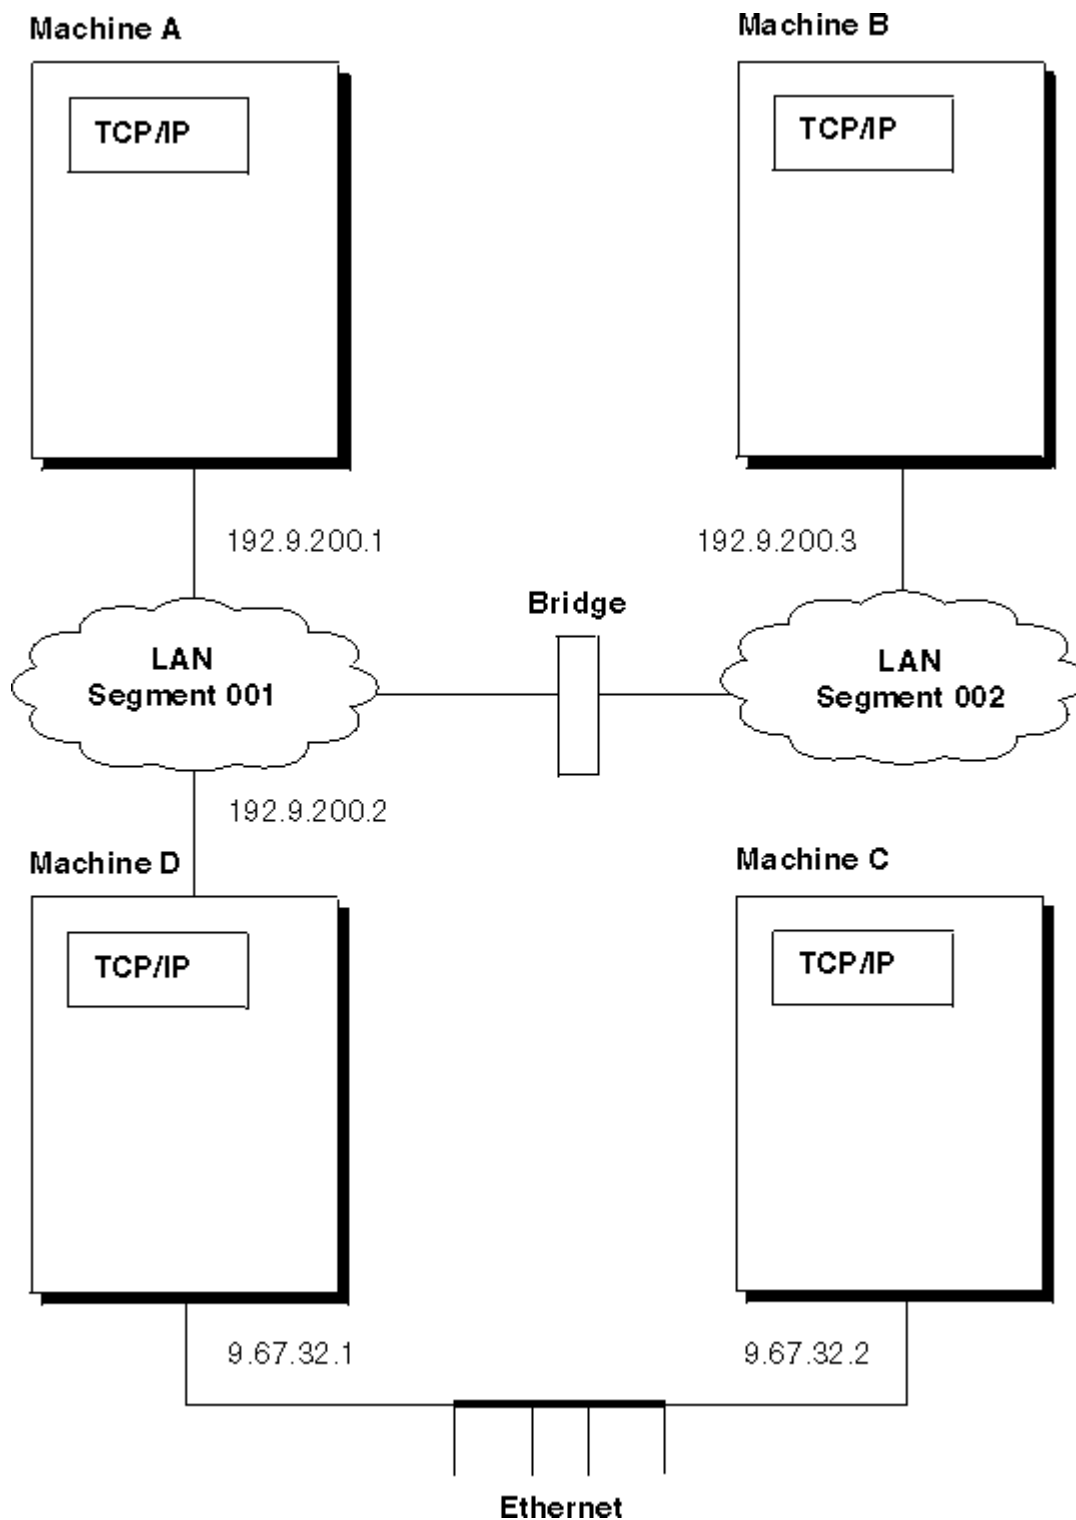 Machine A
Machine B
TCP/IP
TCP/IP
192.9.200.1
192.9.200.3
Bridge
LAN
Segment 001
LAN
Segment 002
192.9.200.2
Machine D
Machine C
TCP/IP
TCP/IP
9.67.32.1
9.67.32.2
Ethernet